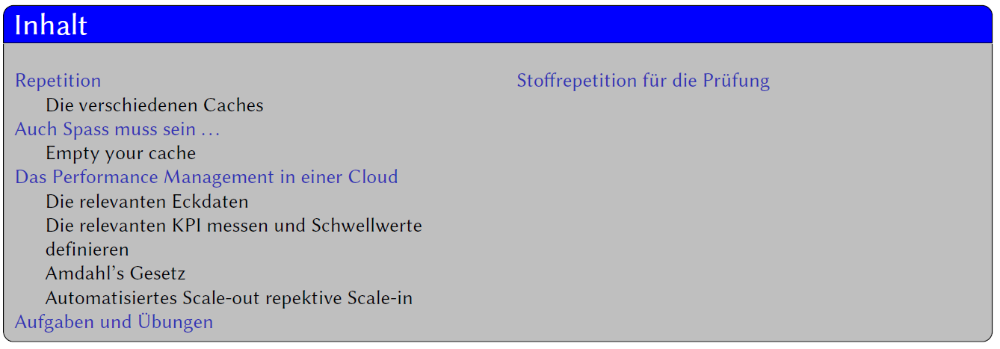 Inhalt
Repetition
Die verschiedenen Caches
Auch Spass muss sein …
Empty your cache
Das Performance Management in einer Cloud
Die relevanten Eckdaten
Die relevanten KPI messen und Schwellwerte
definieren
Amdahl’s Gesetz
Automatisiertes Scale-out repektive Scale-in
Aufgaben und Übungen
Stoffrepetition für die Prüfung